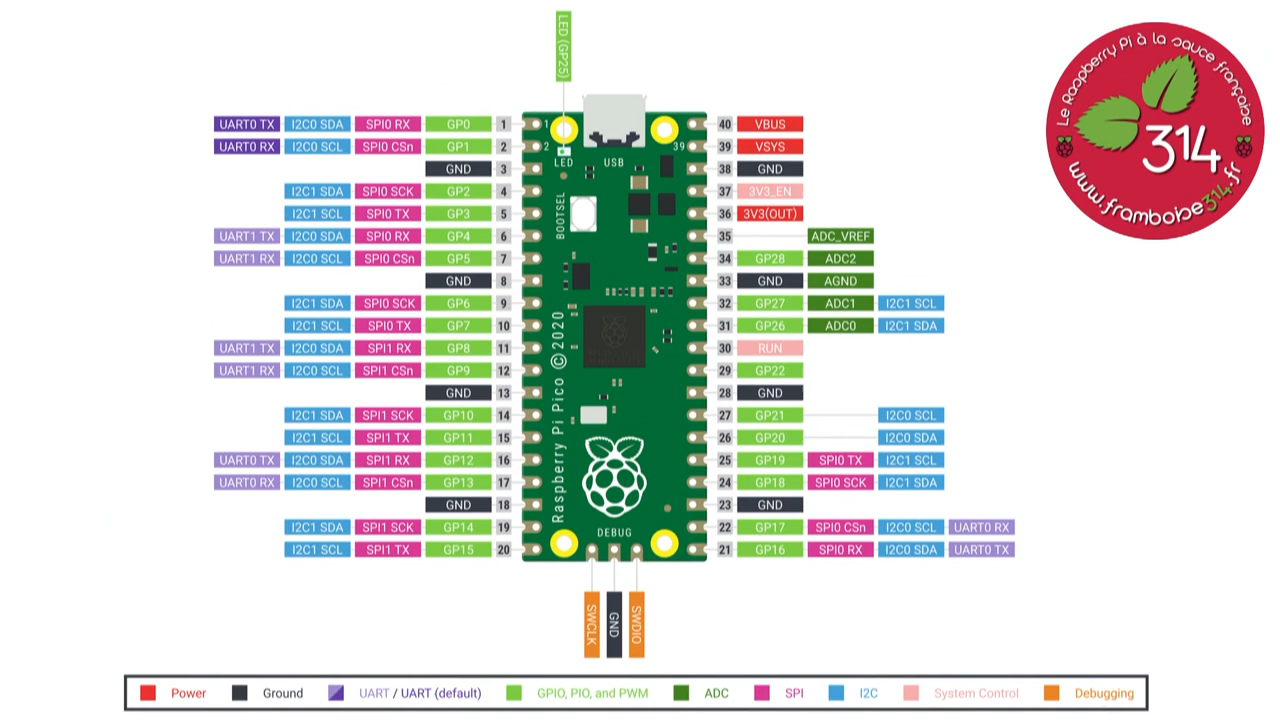 LED (GP25)
Le Raspberry Pi à la sauce française
314
www.framboise314.fr
UART0 TX I2C0 SDA SPI0 RX GP0 1 1 40 VBUS
UART0 RX I2C0 SCL SPI0 CSn GP1 2 2 39 39 VSYS
LED USB
GND 3 38 GND
I2C1 SDA SPI0 SCK GP2 4 37 3V3_EN
BOOTSEL
I2C1 SCL SPI0 TX GP3 5 36 3V3(OUT)
UART1 TX I2C0 SDA SPI0 RX GP4 6 35 ADC_VREF
UART1 RX I2C0 SCL SPI0 CSn GP5 7 34 GP28 ADC2
GND 8 33 GND AGND
I2C1 SDA SPI0 SCK GP6 9 32 GP27 ADC1 I2C1 SCL
I2C1 SCL SPI0 TX GP7 10 31 GP26 ADC0 I2C1 SDA
UART1 TX I2C0 SDA SPI1 RX GP8 11 30 RUN
UART1 RX I2C0 SCL SPI1 CSn GP9 12 29 GP22
GND 13 28 GND
Raspberry Pi Pico ©2020
I2C1 SDA SPI1 SCK GP10 14 27 GP21 I2C0 SCL
I2C1 SCL SPI1 TX GP11 15 26 GP20 I2C0 SDA
UART0 TX I2C0 SDA SPI1 RX GP12 16 25 GP19 SPI0 TX I2C1 SCL
UART0 RX I2C0 SCL SPI1 CSn GP13 17 24 GP18 SPI0 SCK I2C1 SDA
GND 18 23 GND
I2C1 SDA SPI1 SCK GP14 19 22 GP17 SPI0 CSn I2C0 SCL UART0 RX
DEBUG
I2C1 SCL SPI1 TX GP15 20 21 GP16 SPI0 RX I2C0 SDA UART0 TX
SWCLK GND SWDIO
Power Ground UART / UART (default) GPIO, PIO, and PWM ADC SPI I2C System Control Debugging